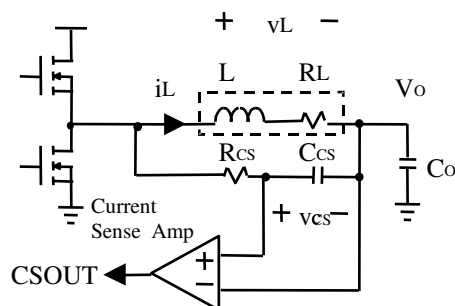 + vL −
iL L RL VO
RCS CCS CO
+ vcs −
Current
Sense Amp
CSOUT
+
−